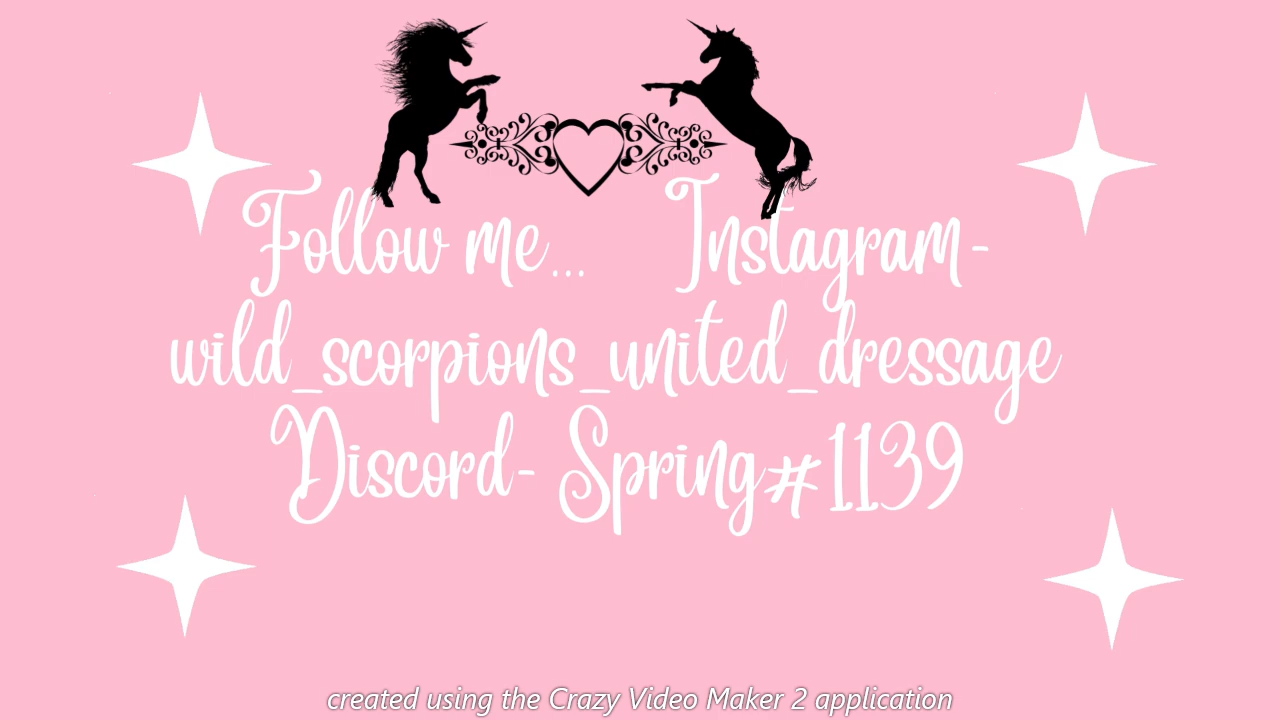 Follow me... Instagram-
wild_scorpions_united_dressage
Discord- Spring#1139
created using the Crazy Video Maker 2 application